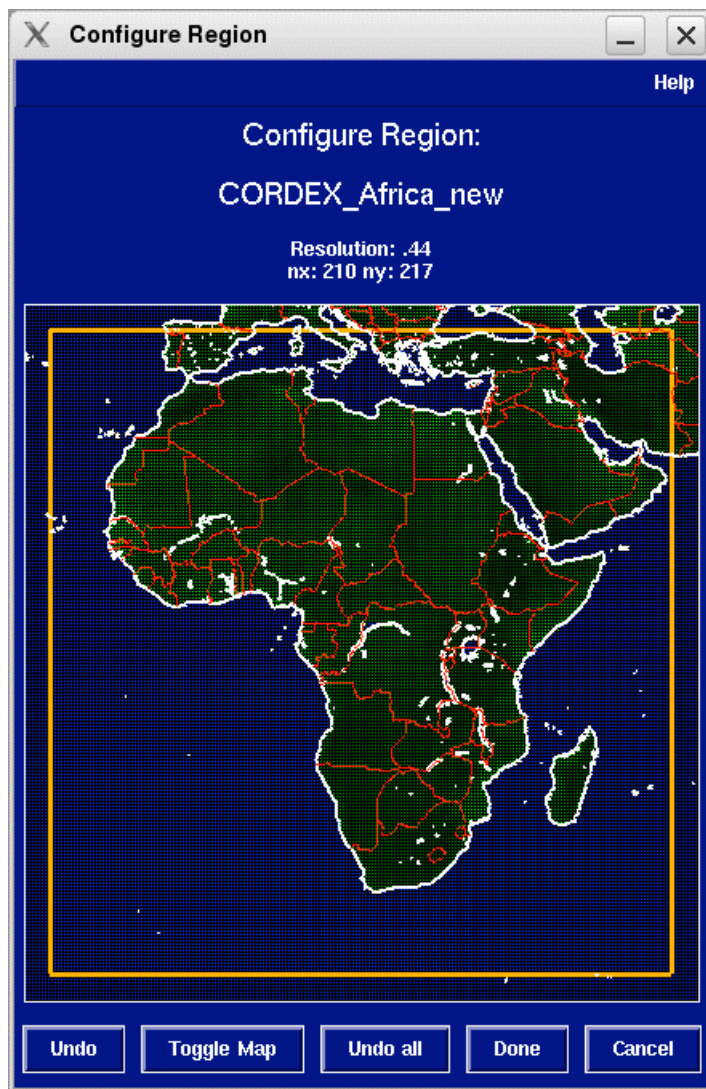 Configure Region
Help
Configure Region:
CORDEX_Africa_new
Resolution: .44
nx: 210 ny: 217
Undo Toggle Map Undo all Done Cancel